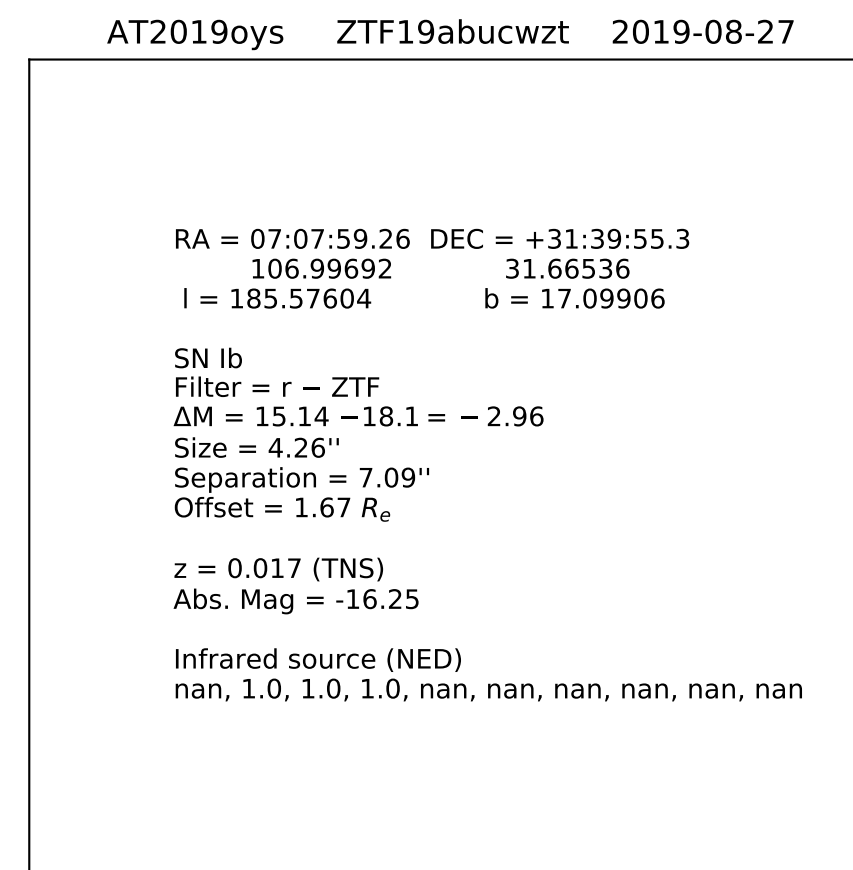 AT2019oys ZTF19abucwzt 2019-08-27
RA = 07:07:59.26 DEC = +31:39:55.3
106.99692 31.66536
l = 185.57604 b = 17.09906
SN Ib
Filter = r − ZTF
ΔM = 15.14 −18.1 = − 2.96
Size = 4.26''
Separation = 7.09''
Offset = 1.67 Rₑ
z = 0.017 (TNS)
Abs. Mag = -16.25
Infrared source (NED)
nan, 1.0, 1.0, 1.0, nan, nan, nan, nan, nan, nan